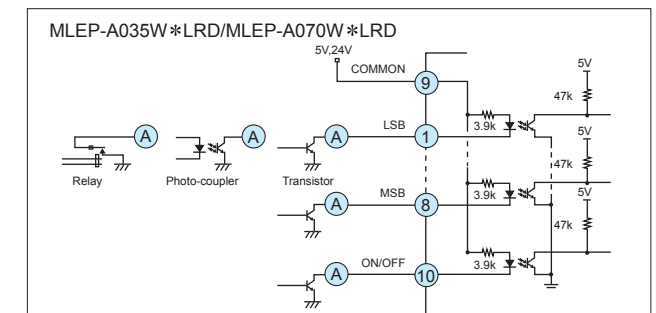 MLEP-A035W*LRD/MLEP-A070W*LRD
5V,24V
COMMON
9
5V
47k
3.9k
LSB
1
A
A
A
Relay
Photo-coupler
Transistor
5V
47k
MSB
8
A
3.9k
5V
47k
ON/OFF
10
A
3.9k